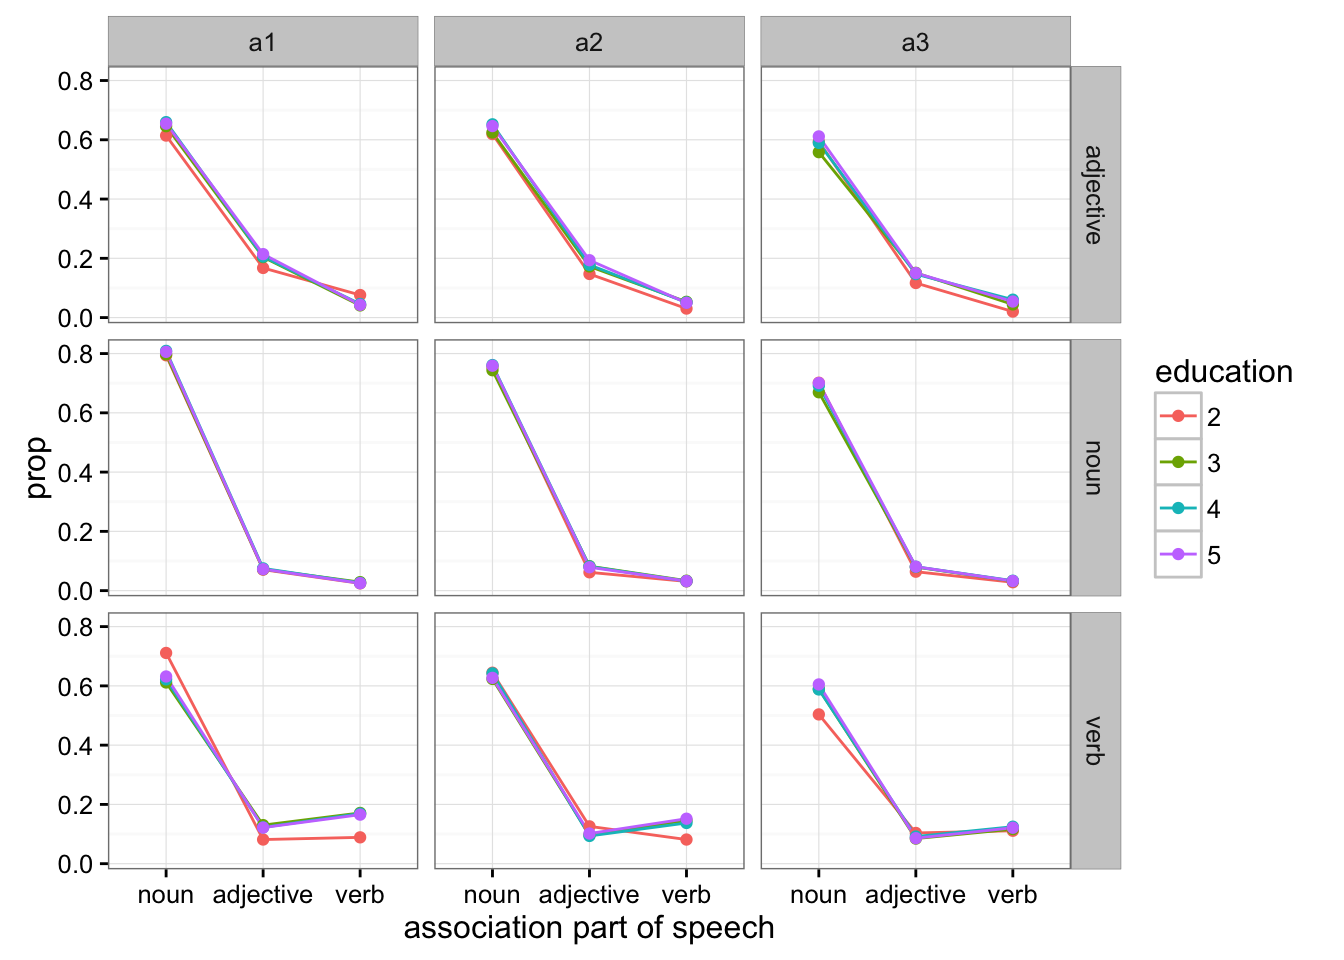 a1 a2 a3
0.8
0.6
0.4
0.2
0.0
adjective
0.8
0.6
0.4
0.2
0.0
noun
0.8
0.6
0.4
0.2
0.0
verb
prop
noun adjective verb noun adjective verb noun adjective verb
association part of speech
education
2
3
4
5